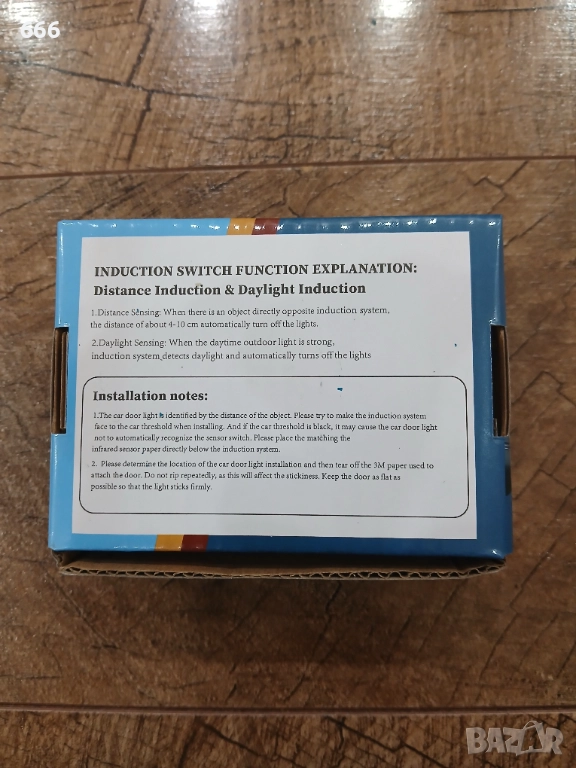 666
INDUCTION SWITCH FUNCTION EXPLANATION:
Distance Induction & Daylight Induction
1.Distance Sensing: When there is an object directly opposite induction system,
the distance of about 4-10 cm automatically turn off the lights.
2.Daylight Sensing: When the daytime outdoor light is strong,
induction system detects daylight and automatically turns off the lights
Installation notes:
1.The car door light is identified by the distance of the object. Please try to make the induction system
face to the car threshold when installing. And if the car threshold is black, it may cause the car door light
not to automatically recognize the sensor switch. Please place the matching the
infrared sensor paper directly below the induction system.
2. Please determine the location of the car door light installation and then tear off the 3M paper used to
attach the door. Do not rip repeatedly, as this will affect the stickiness. Keep the door as flat as
possible so that the light sticks firmly.
BAZAR